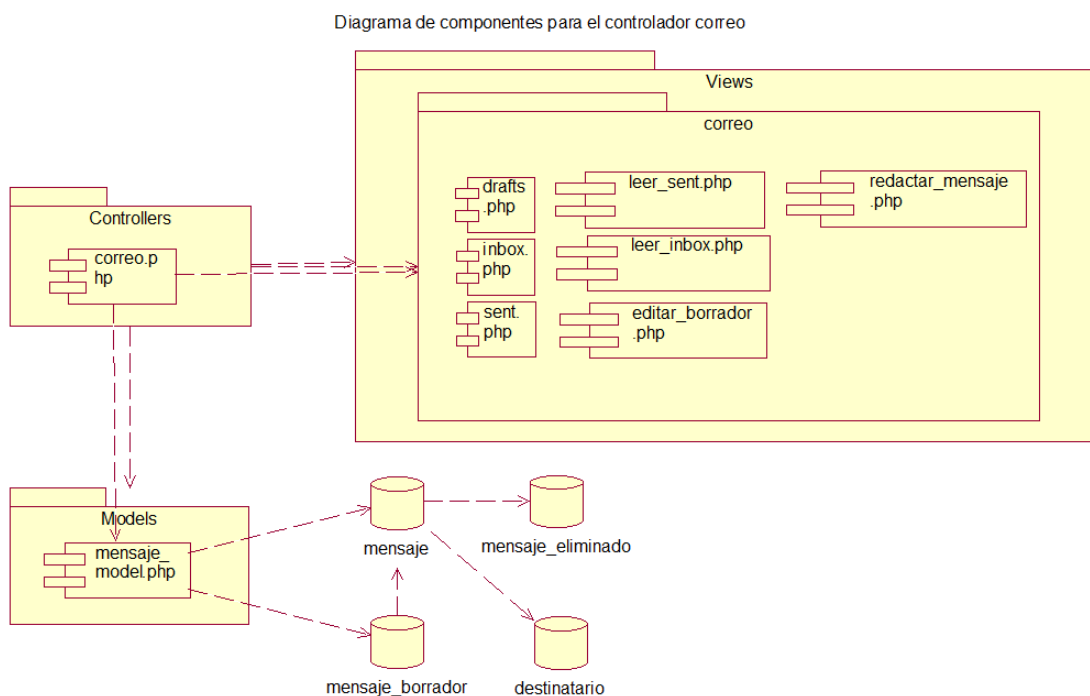 Diagrama de componentes para el controlador correo
Views
correo
drafts
.php
leer_sent.php
redactar_mensaje
.php
inbox.
php
leer_inbox.php
sent.
php
editar_borrador
.php
Controllers
correo.p
hp
Models
mensaje_
model.php
mensaje
mensaje_eliminado
mensaje_borrador
destinatario